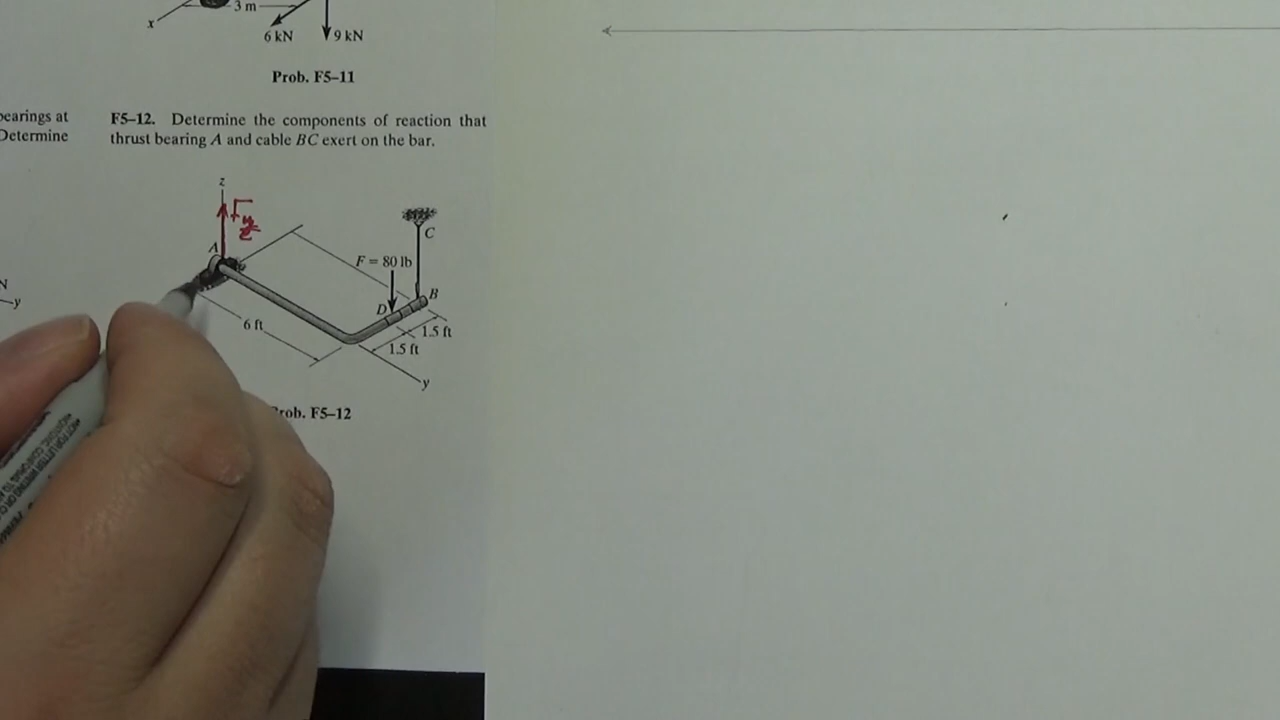 x
3 m
6 kN
9 kN
Prob. F5–11
bearings at
Determine
F5–12. Determine the components of reaction that
thrust bearing A and cable BC exert on the bar.
z
A
C
F = 80 lb
N
y
D
B
6 ft
1.5 ft
1.5 ft
y
Prob. F5–12